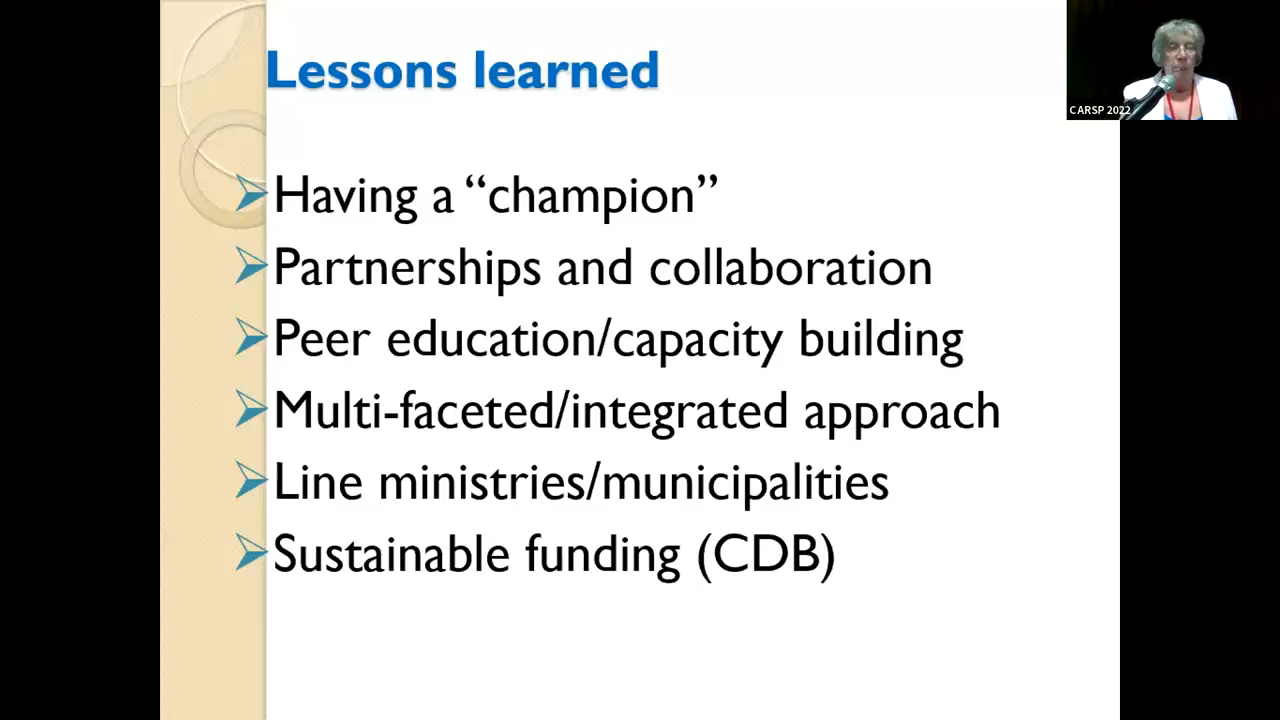 Lessons learned
CARSP 2022
Having a “champion”
Partnerships and collaboration
Peer education/capacity building
Multi-faceted/integrated approach
Line ministries/municipalities
Sustainable funding (CDB)